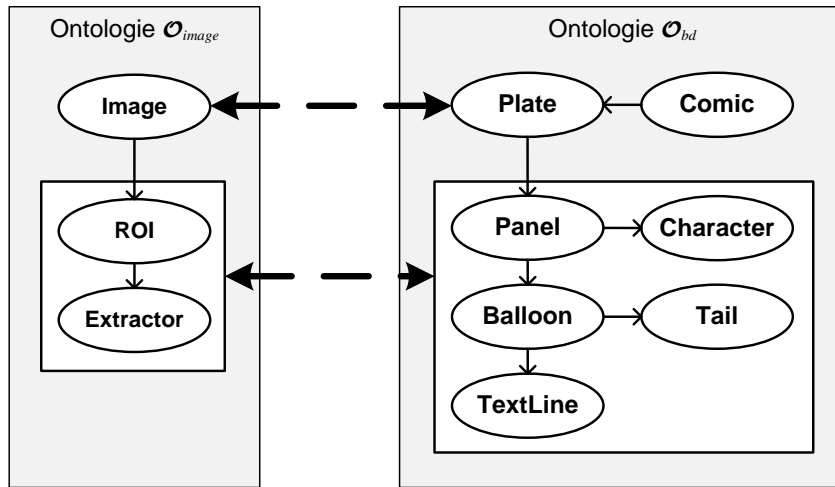 Ontologie 𝓞image
Image
ROI
Extractor
Ontologie 𝓞bd
Plate
Comic
Panel
Character
Balloon
Tail
TextLine